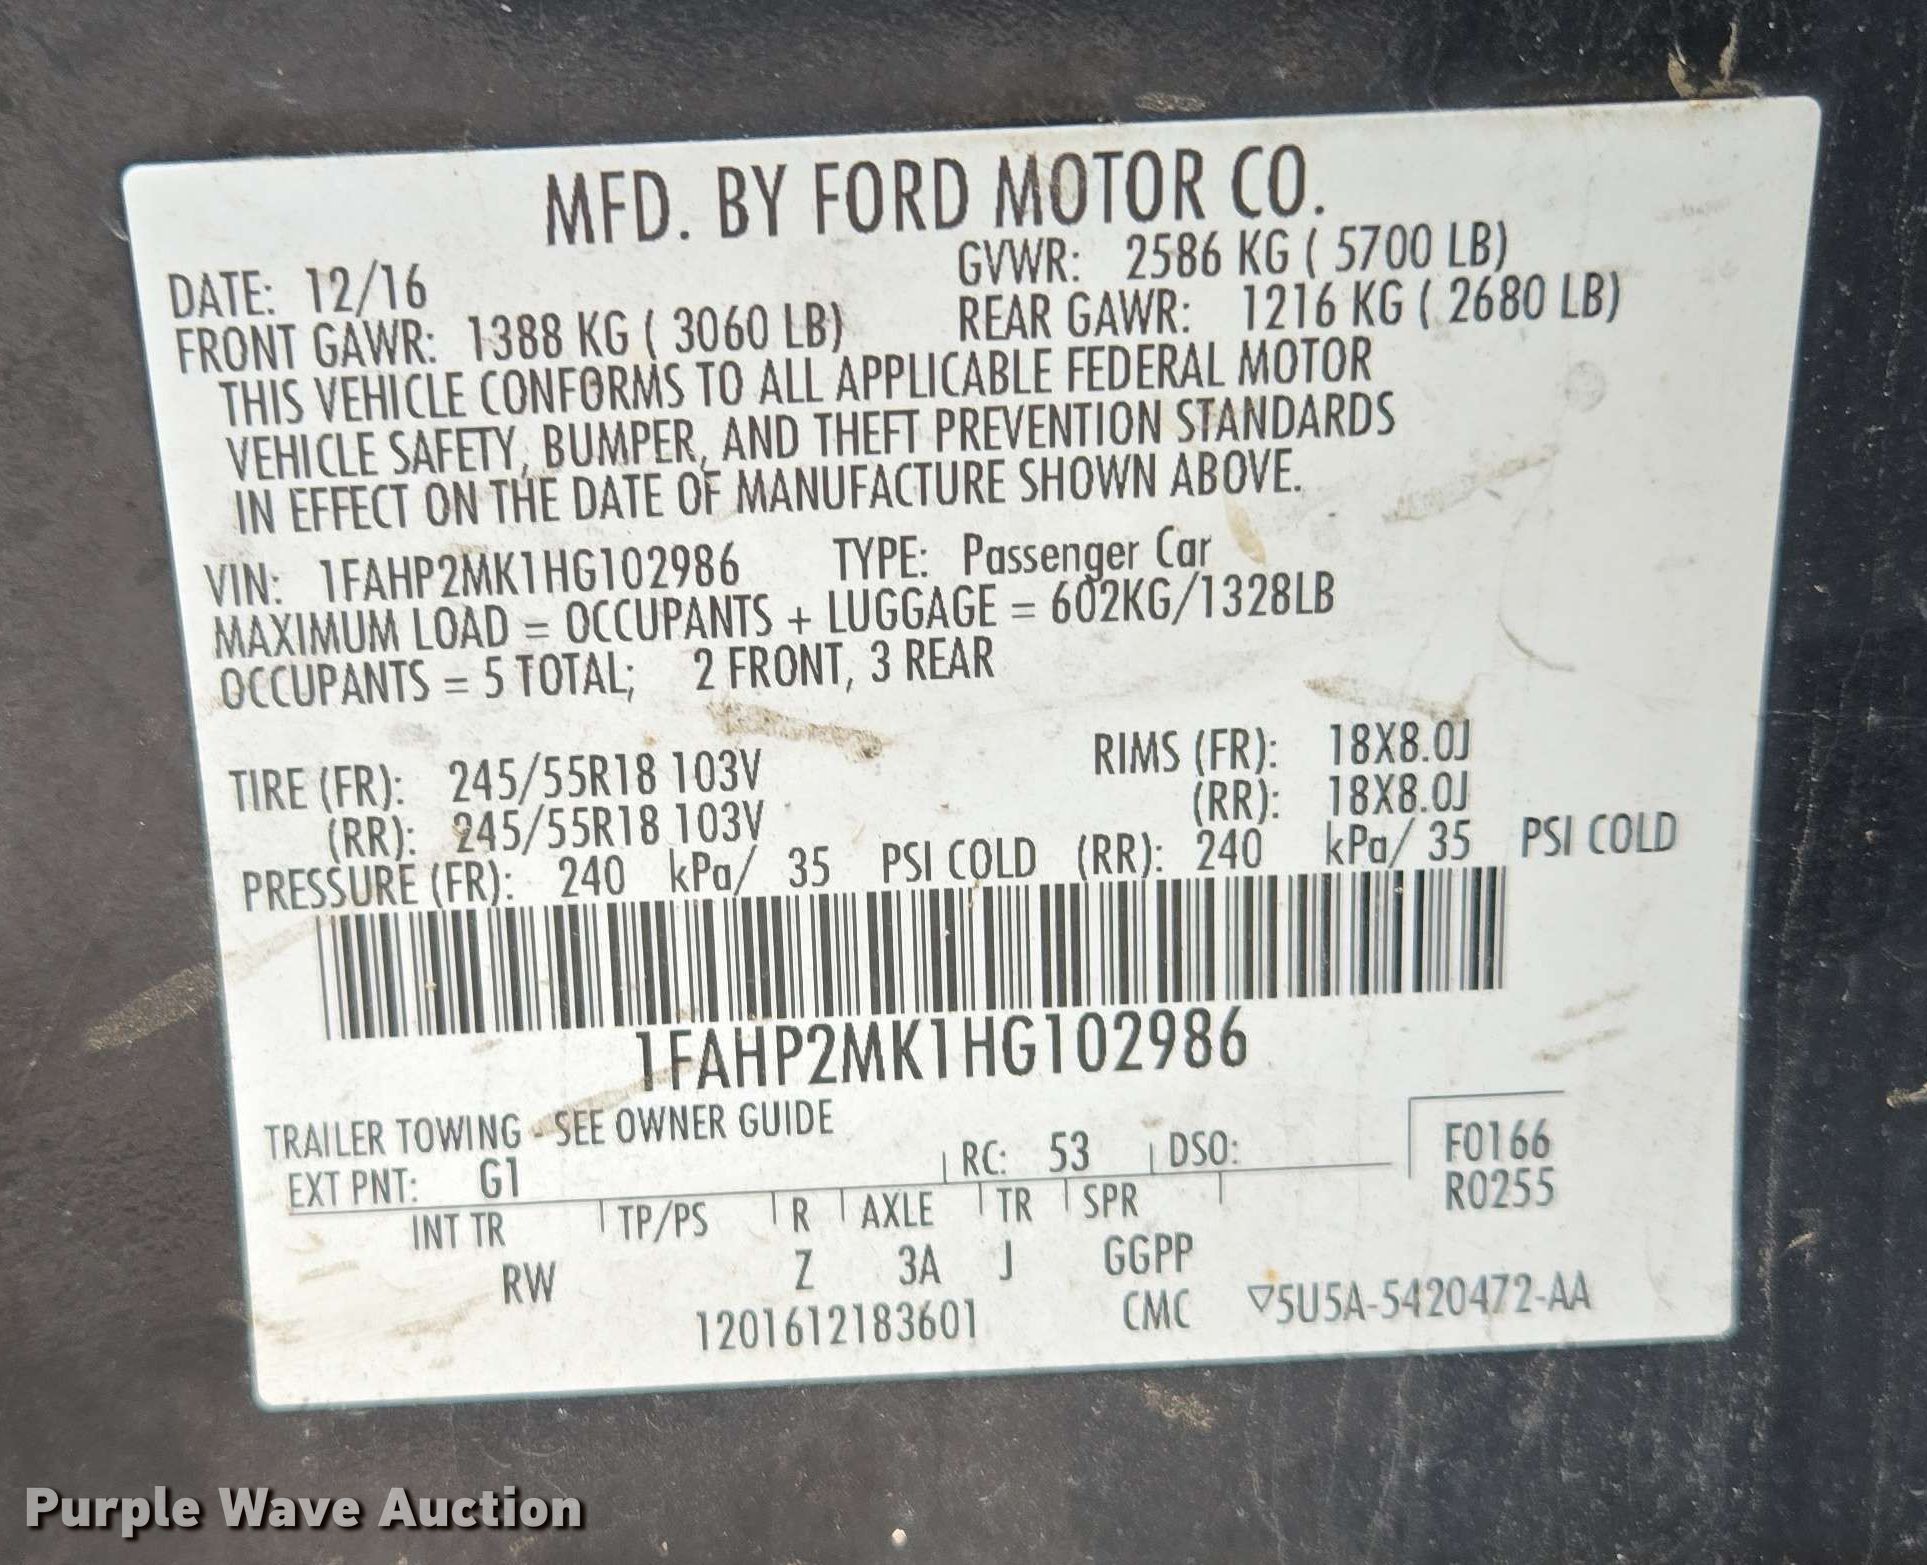 MFD. BY FORD MOTOR CO.
DATE: 12/16 GVWR: 2586 KG ( 5700 LB)
FRONT GAWR: 1388 KG ( 3060 LB) REAR GAWR: 1216 KG ( 2680 LB)
THIS VEHICLE CONFORMS TO ALL APPLICABLE FEDERAL MOTOR
VEHICLE SAFETY, BUMPER, AND THEFT PREVENTION STANDARDS
IN EFFECT ON THE DATE OF MANUFACTURE SHOWN ABOVE.
VIN: 1FAHP2MK1HG102986 TYPE: Passenger Car
MAXIMUM LOAD = OCCUPANTS + LUGGAGE = 602KG/1328LB
OCCUPANTS = 5 TOTAL; 2 FRONT, 3 REAR
TIRE (FR): 245/55R18 103V RIMS (FR): 18X8.0J
(RR): 245/55R18 103V (RR): 18X8.0J
PRESSURE (FR): 240 kPa/ 35 PSI COLD (RR): 240 kPa/ 35 PSI COLD
1FAHP2MK1HG102986
TRAILER TOWING - SEE OWNER GUIDE
EXT PNT: G1 RC: 53 DSO: F0166
R0255
INT TR TP/PS R AXLE TR SPR
RW Z 3A J GGPP
1201612183601 CMC ▽5U5A-5420472-AA
Purple Wave Auction